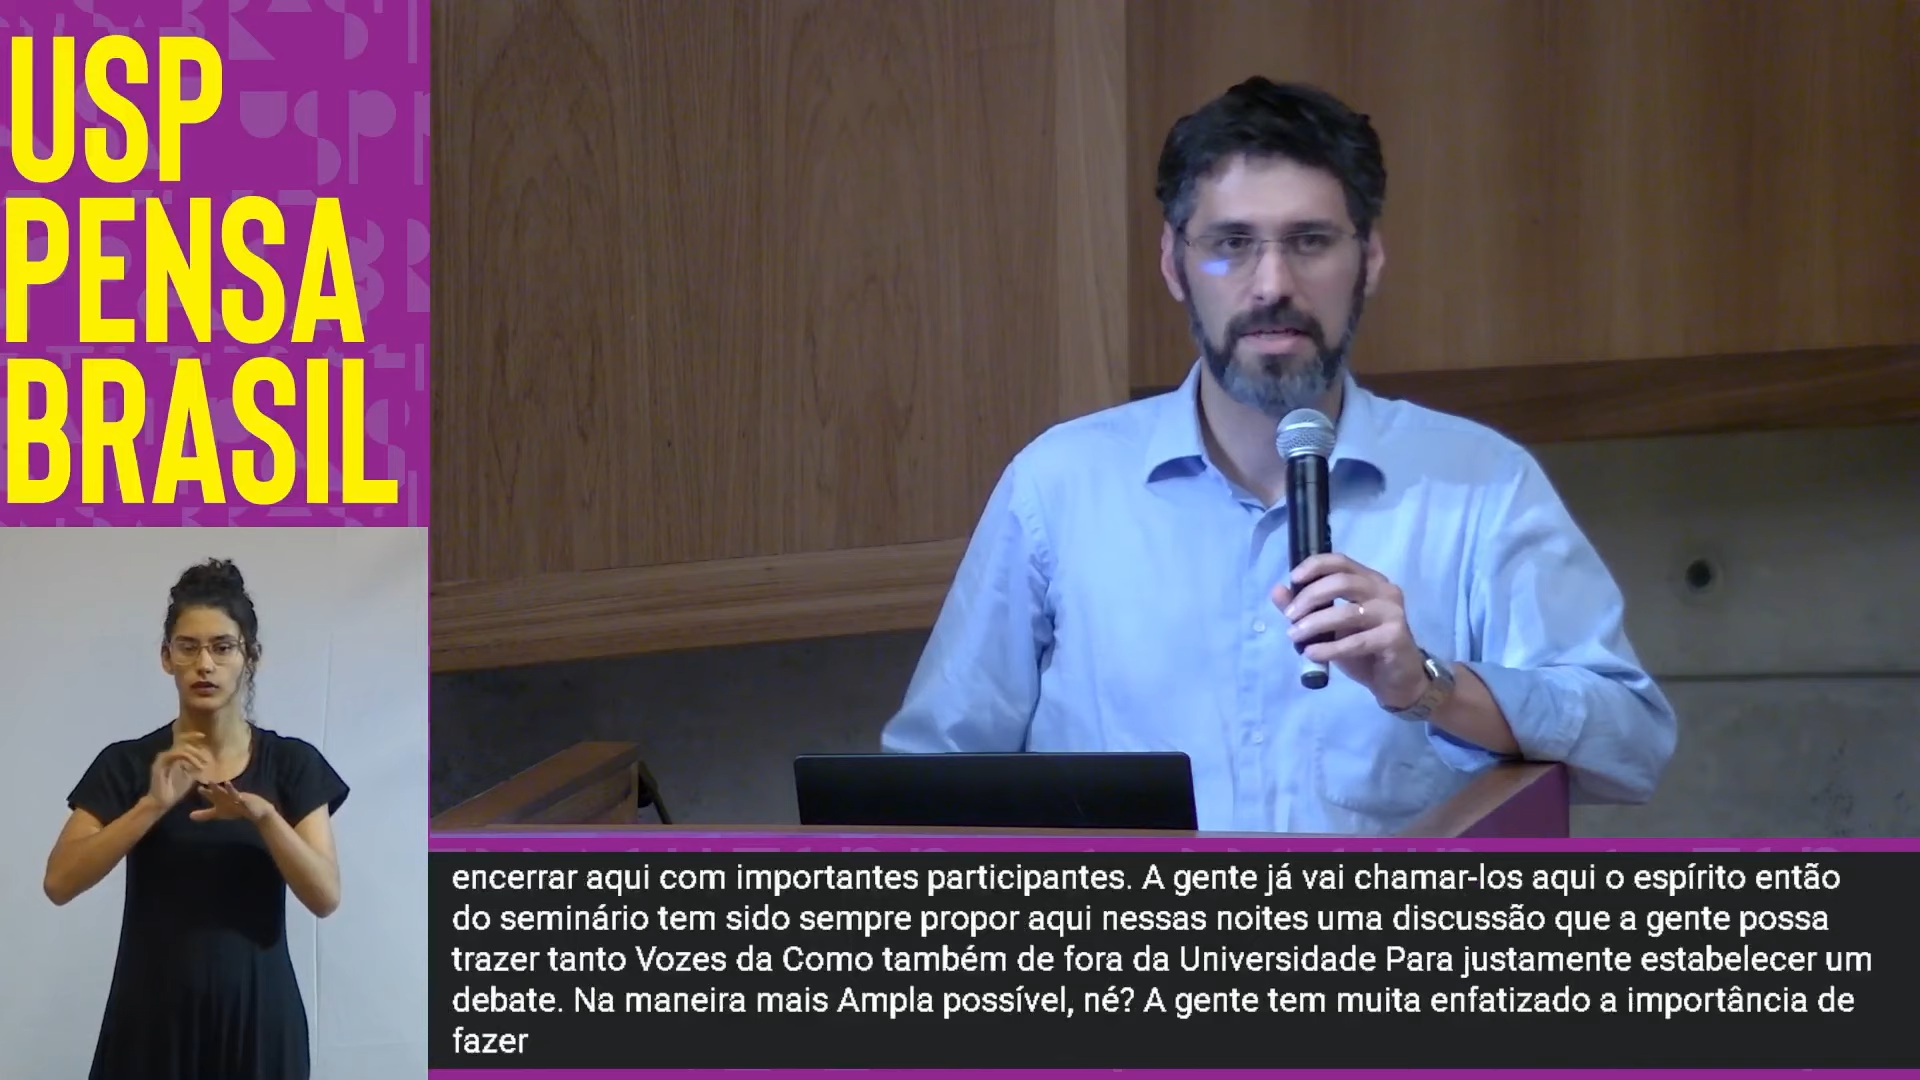 USP
PENSA
BRASIL
encerrar aqui com importantes participantes. A gente já vai chamar-los aqui o espírito então
do seminário tem sido sempre propor aqui nessas noites uma discussão que a gente possa
trazer tanto Vozes da Como também de fora da Universidade Para justamente estabelecer um
debate. Na maneira mais Ampla possível, né? A gente tem muita enfatizado a importância de
fazer